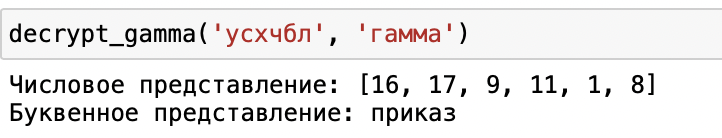 decrypt_gamma('усхчбл', 'гамма')
Числовое представление: [16, 17, 9, 11, 1, 8]
Буквенное представление: приказ